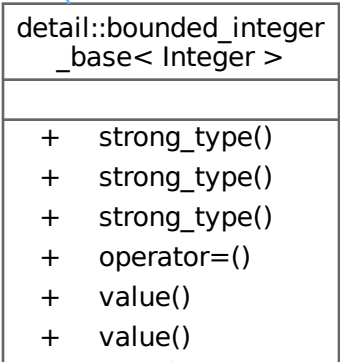 detail::bounded_integer
_base< Integer >
+ strong_type()
+ strong_type()
+ strong_type()
+ operator=()
+ value()
+ value()